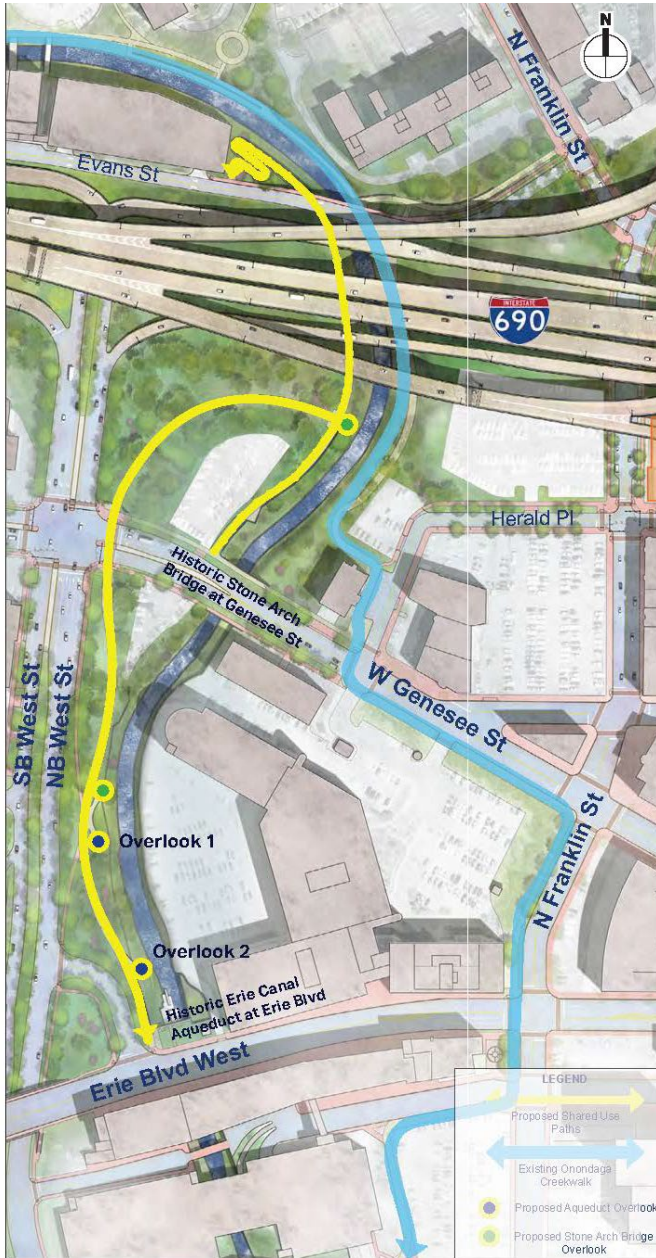 N
N Franklin St
Evans St
INTERSTATE
690
Herald Pl
Historic Stone Arch
Bridge at Genesee St
W Genesee St
SB West St
NB West St.
N Franklin St
Overlook 1
Overlook 2
Historic Erie Canal
Aqueduct at Erie Blvd
Erie Blvd West
LEGEND
Proposed Shared Use
Paths
Existing Onondaga
Creekwalk
Proposed Aqueduct Overlook
Proposed Stone Arch Bridge
Overlook